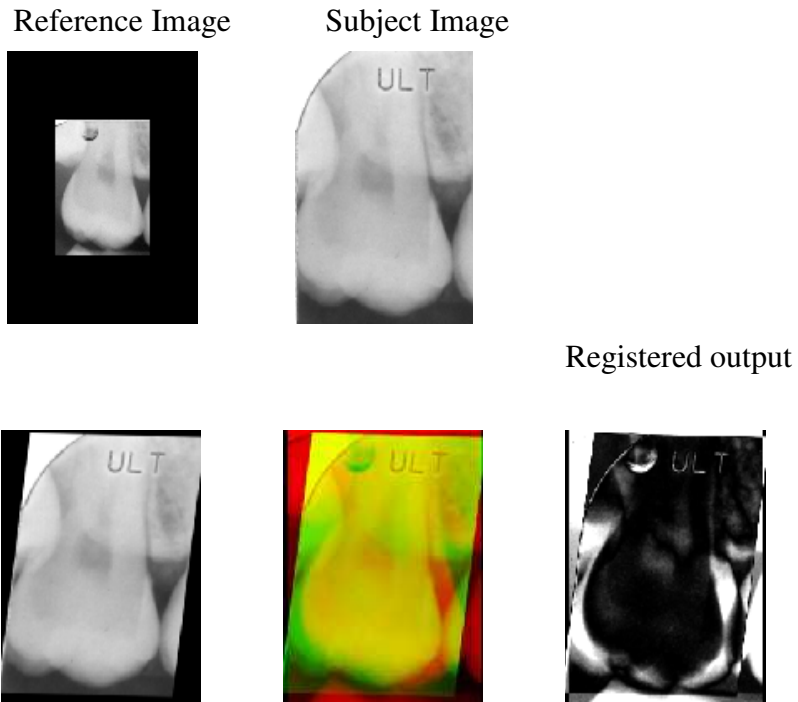 Reference Image
Subject Image
ULT
Registered output
ULT
ULT
ULT